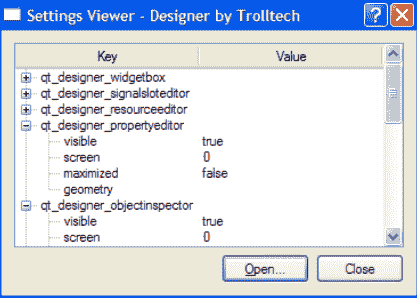 Settings Viewer - Designer by Trolltech
Key Value
qt_designer_widgetbox
qt_designer_signalsloteditor
qt_designer_resourceeditor
qt_designer_propertyeditor
visible true
screen 0
maximized false
geometry
qt_designer_objectinspector
visible true
screen 0
Open... Close